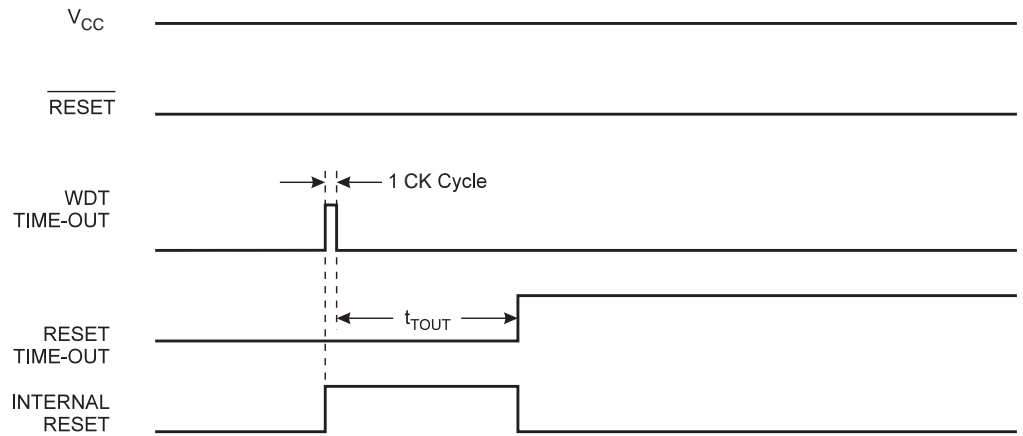 VCC
RESET
1 CK Cycle
WDT
TIME-OUT
tTOUT
RESET
TIME-OUT
INTERNAL
RESET